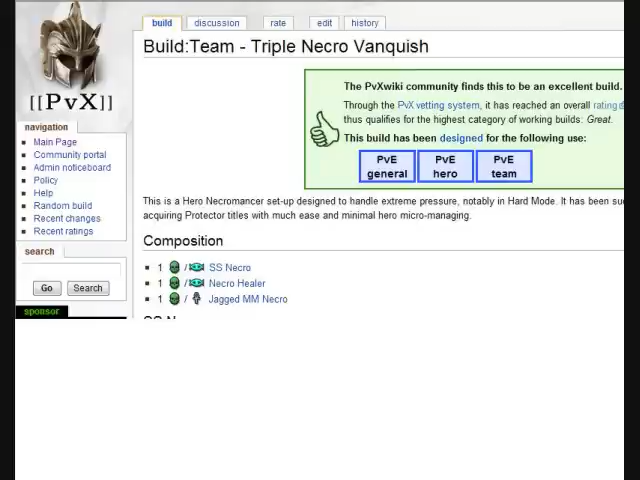 build
discussion
rate
edit
history
Build:Team - Triple Necro Vanquish
[[PvX]]
The PvXwiki community finds this to be an excellent build.
Through the PvX vetting system, it has reached an overall rating
thus qualifies for the highest category of working builds: Great.
This build has been designed for the following use:
PvE general
PvE hero
PvE team
navigation
Main Page
Community portal
Admin noticeboard
Policy
Help
Random build
Recent changes
Recent ratings
This is a Hero Necromancer set-up designed to handle extreme pressure, notably in Hard Mode. It has been
acquiring Protector titles with much ease and minimal hero micro-managing.
Composition
1 / SS Necro
1 / Necro Healer
1 / Jagged MM Necro
search
Go
Search
sponsor